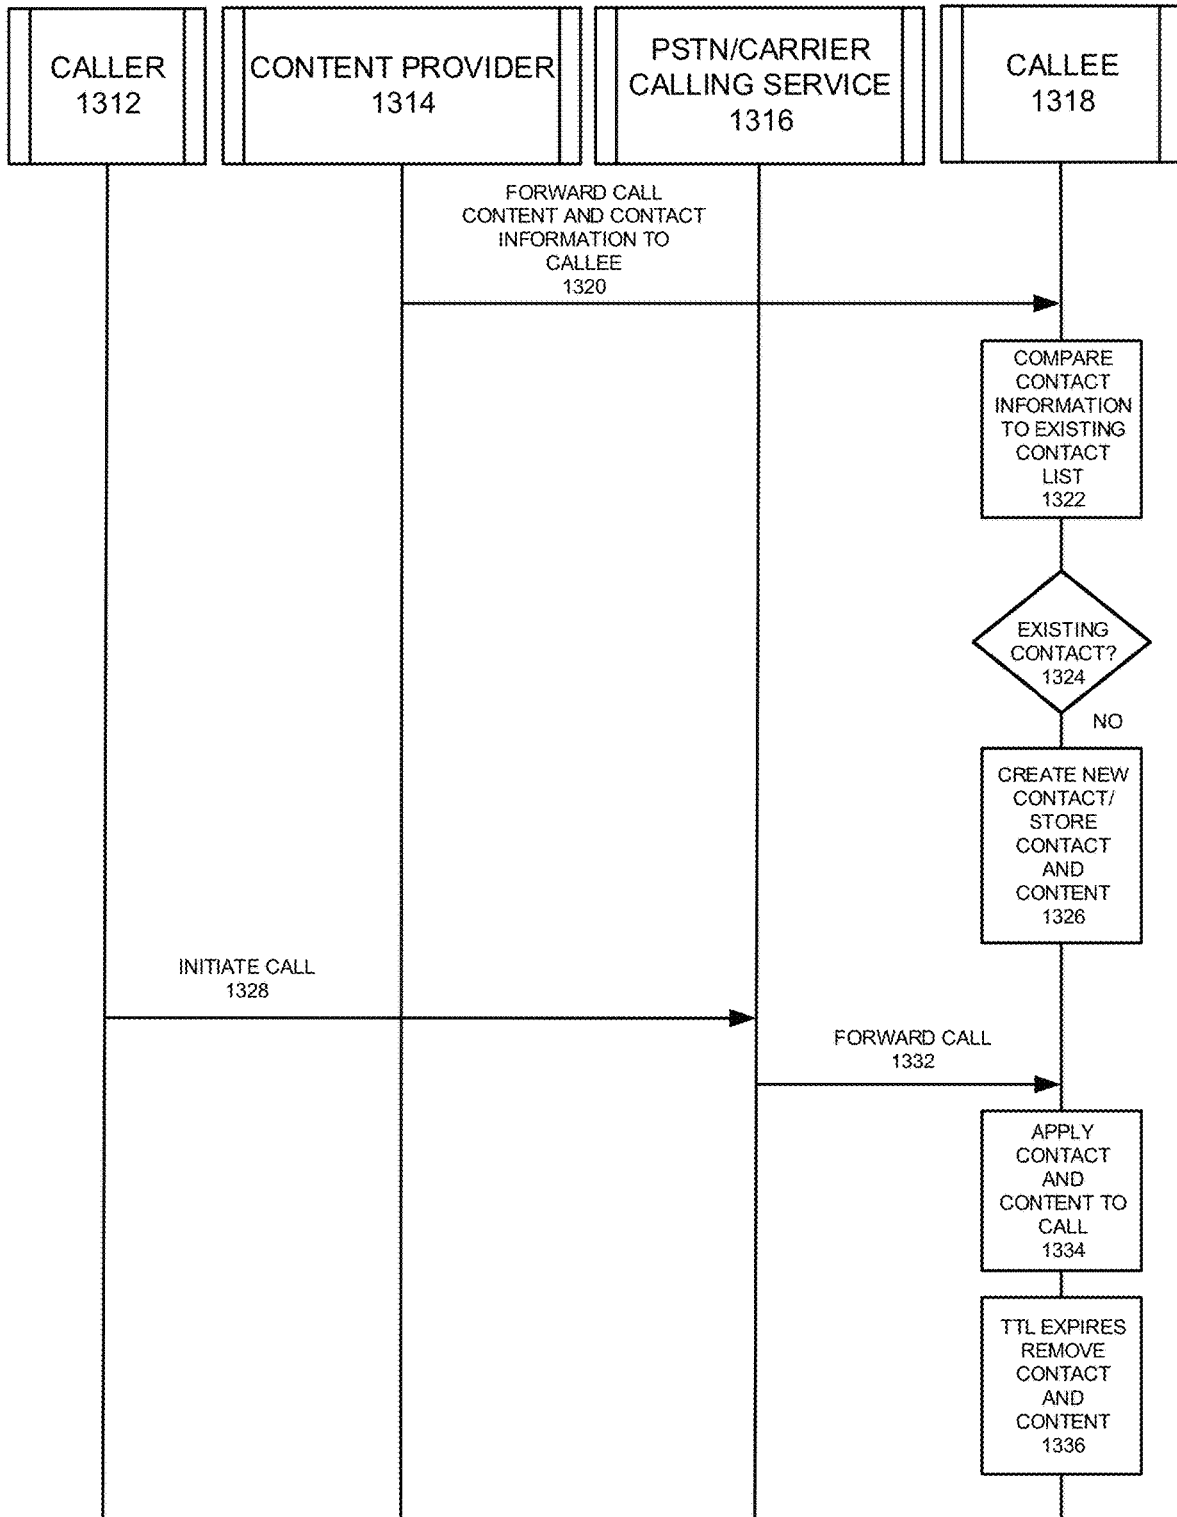 CALLER
1312
CONTENT PROVIDER
1314
PSTN/CARRIER
CALLING SERVICE
1316
CALLEE
1318
FORWARD CALL
CONTENT AND CONTACT
INFORMATION TO
CALLEE
1320
COMPARE
CONTACT
INFORMATION
TO EXISTING
CONTACT
LIST
1322
EXISTING
CONTACT?
1324
NO
CREATE NEW
CONTACT/
STORE
CONTACT
AND
CONTENT
1326
INITIATE CALL
1328
FORWARD CALL
1332
APPLY
CONTACT
AND
CONTENT TO
CALL
1334
TTL EXPIRES
REMOVE
CONTACT
AND
CONTENT
1336